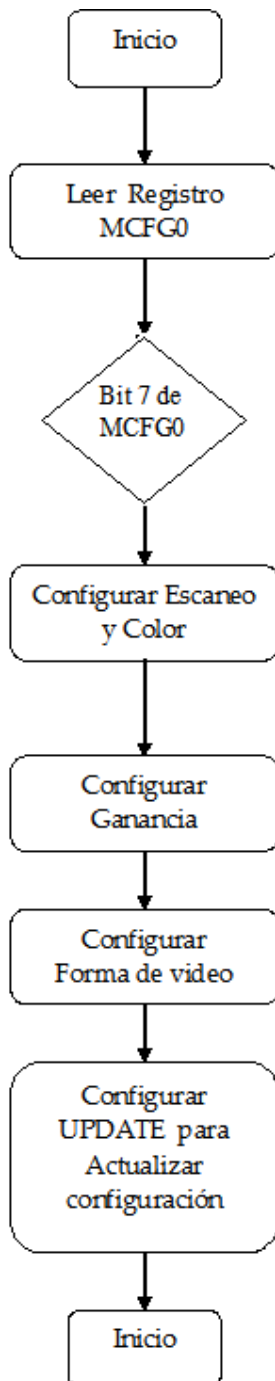 Inicio
Leer Registro
MCFG0
Bit 7 de
MCFG0
Configurar Escaneo
y Color
Configurar
Ganancia
Configurar
Forma de video
Configurar
UPDATE para
Actualizar
configuración
Inicio